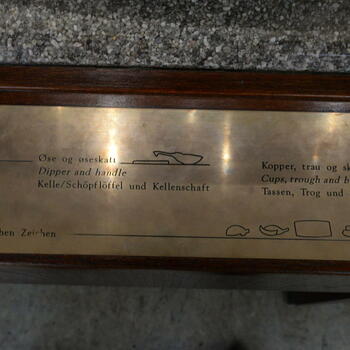 Øse og øseskaft
Dipper and handle
Kelle/Schöpflöffel und Kellenschaft
Kopper, trau og
Cups, trough and
Tassen, Trog und
Zeichen